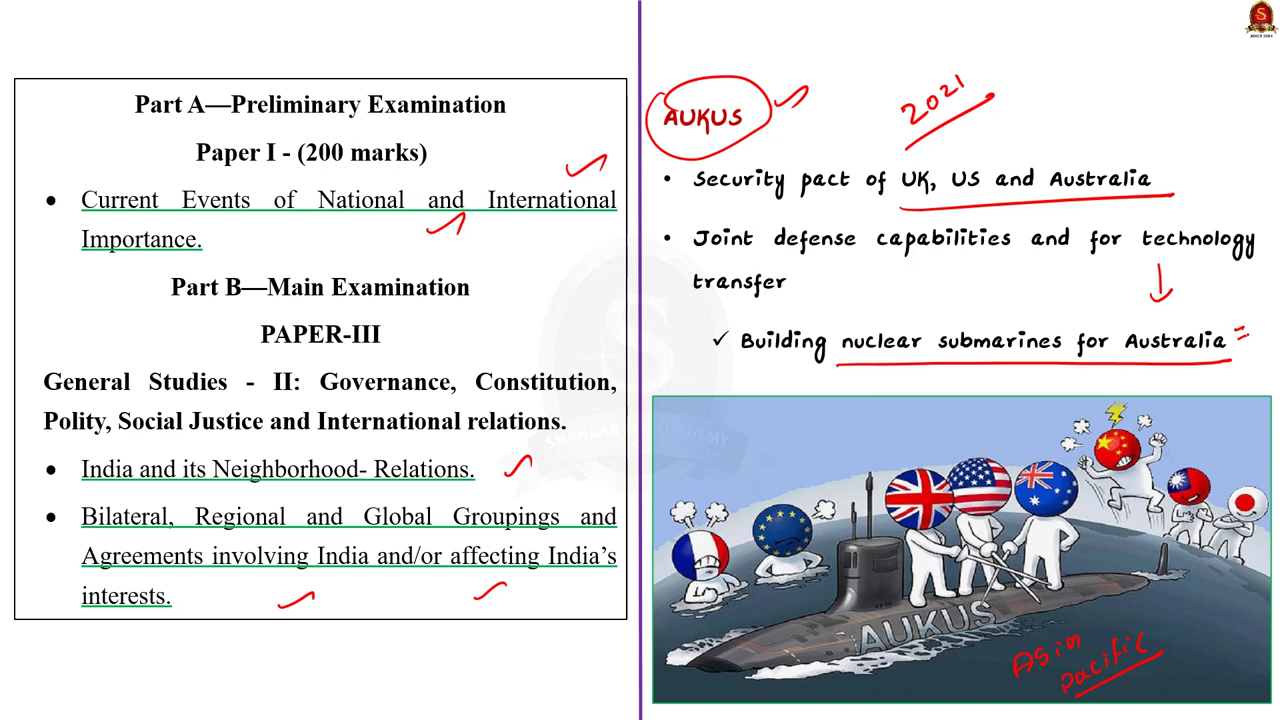 Part A—Preliminary Examination
Paper I - (200 marks)
• Current Events of National and International
Importance.
Part B—Main Examination
PAPER-III
General Studies - II: Governance, Constitution,
Polity, Social Justice and International relations.
• India and its Neighborhood- Relations.
• Bilateral, Regional and Global Groupings and
Agreements involving India and/or affecting India's
interests.
S
SINCE 2004
AUKUS
2021
• Security pact of UK, US and Australia
• Joint defense capabilities and for technology
transfer
✓ Building nuclear submarines for Australia
AUKUS
Asia
Pacific